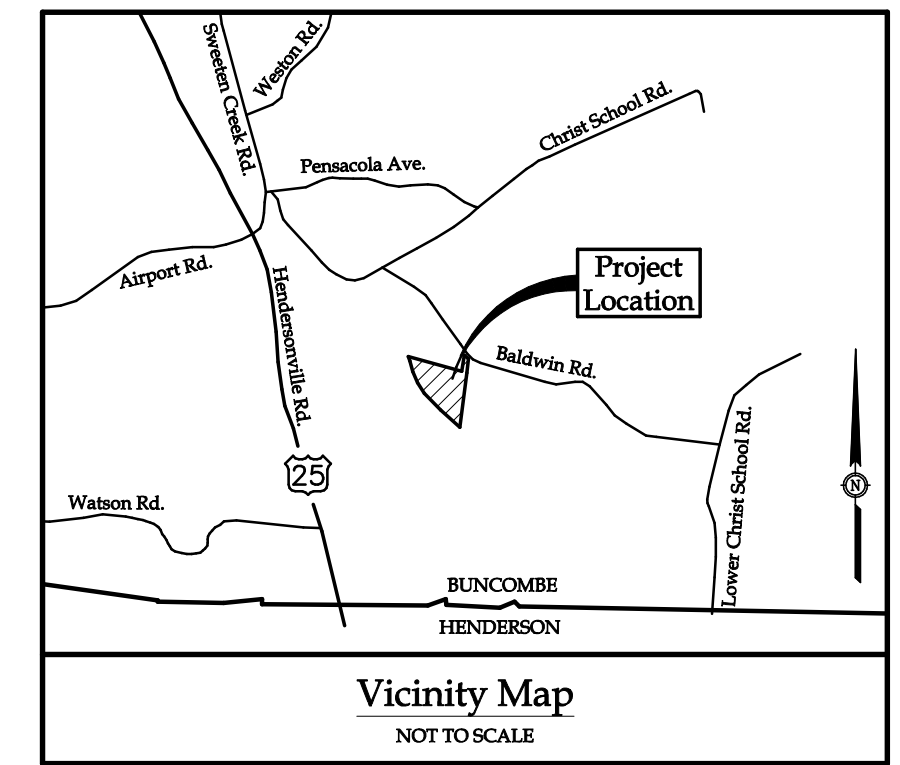 Sweeten Creek Rd.
Weston Rd.
Christ School Rd.
Pensacola Ave.
Airport Rd.
Hendersonville Rd.
Project
Location
Baldwin Rd.
25
Watson Rd.
Lower Christ School Rd.
N
BUNCOMBE
HENDERSON
Vicinity Map
NOT TO SCALE